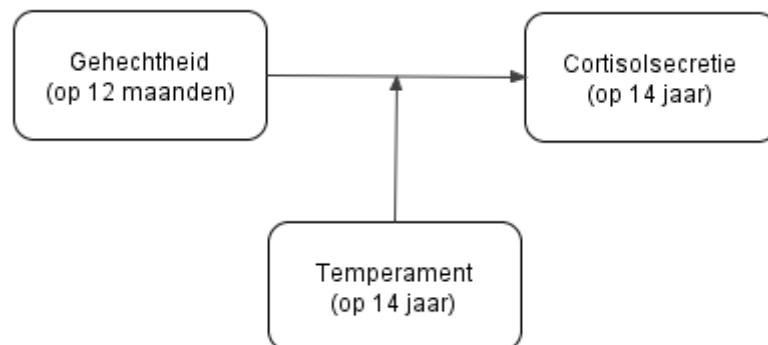 Gehechtheid
(op 12 maanden)
Cortisolsecretie
(op 14 jaar)
Temperament
(op 14 jaar)